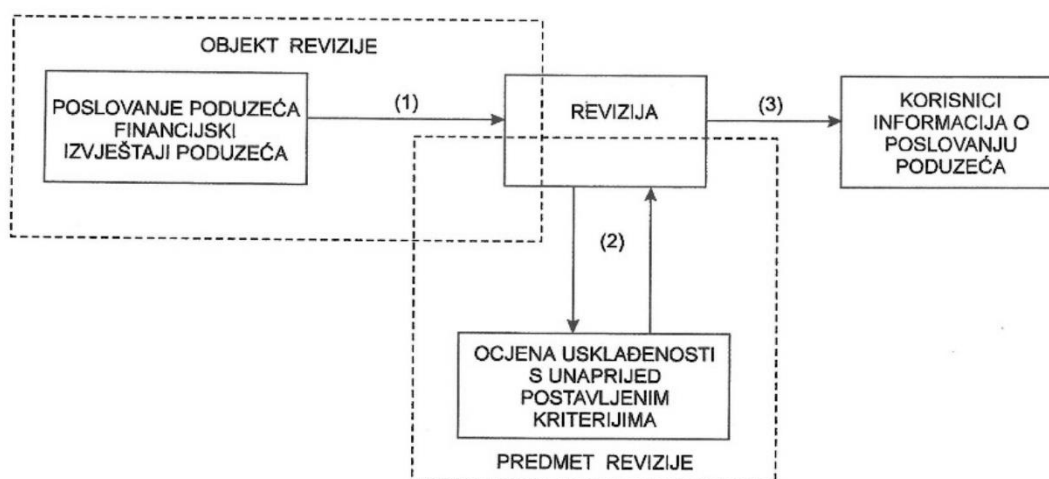 OBJEKT REVIZIJE
POSLOVANJE PODUZEĆA
FINANCIJSKI
IZVJEŠTAJI PODUZEĆA
(1)
REVIZIJA
(3)
KORISNICI
INFORMACIJA O
POSLOVANJU
PODUZEĆA
(2)
OCJENA USKLAĐENOSTI
S UNAPRIJED
POSTAVLJENIM
KRITERIJIMA
PREDMET REVIZIJE